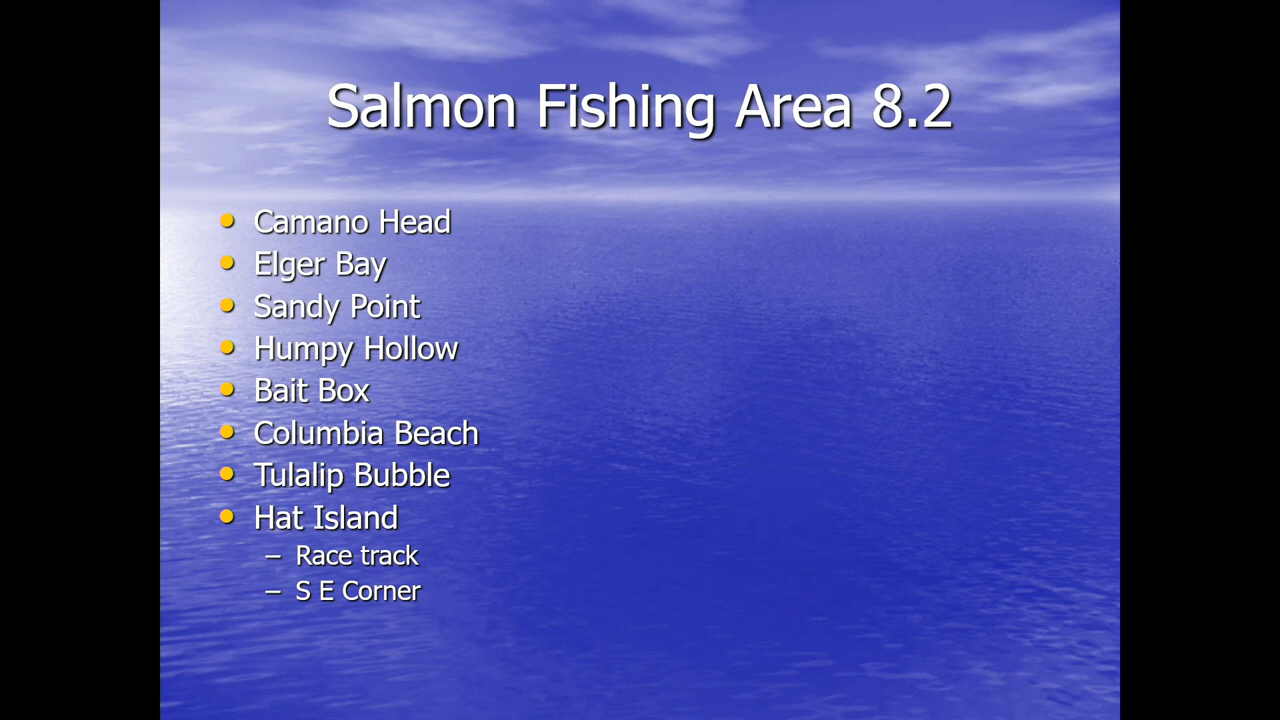 Salmon Fishing Area 8.2
• Camano Head
• Elger Bay
• Sandy Point
• Humpy Hollow
• Bait Box
• Columbia Beach
• Tulalip Bubble
• Hat Island
– Race track
– S E Corner